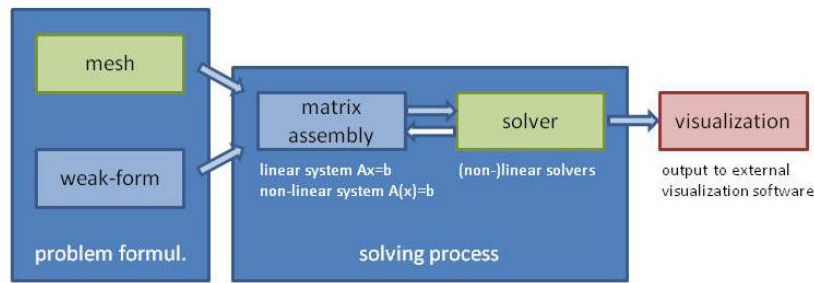 mesh
weak-form
problem formul.
matrix
assembly
linear system Ax=b
non-linear system A(x)=b
solver
(non-)linear solvers
solving process
visualization
output to external
visualization software